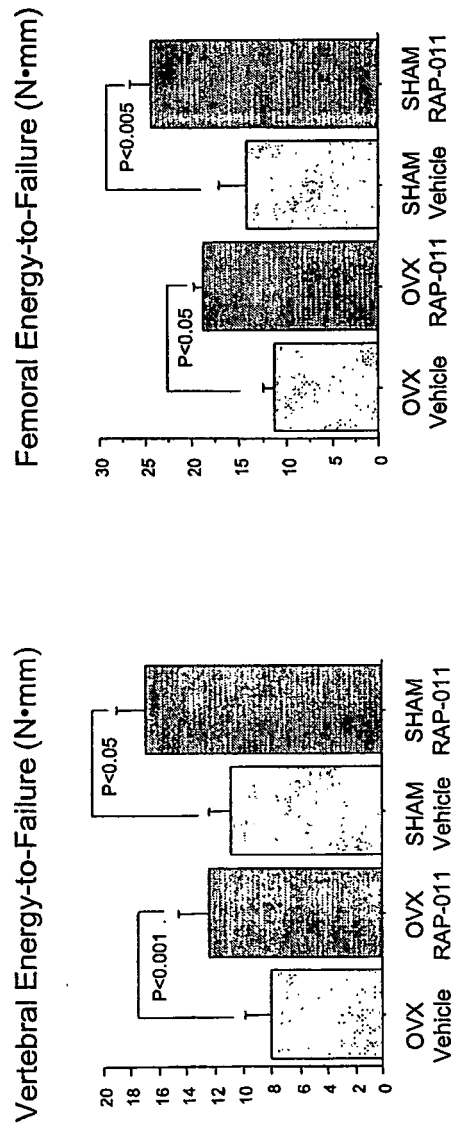 Vertebral Energy-to-Failure (N•mm)
20
18
16
14
12
10
8
6
4
2
0
P<0.001
P<0.05
OVX
Vehicle
OVX
RAP-011
SHAM
Vehicle
SHAM
RAP-011
Femoral Energy-to-Failure (N•mm)
30
25
20
15
10
5
0
P<0.05
P<0.005
OVX
Vehicle
OVX
RAP-011
SHAM
Vehicle
SHAM
RAP-011